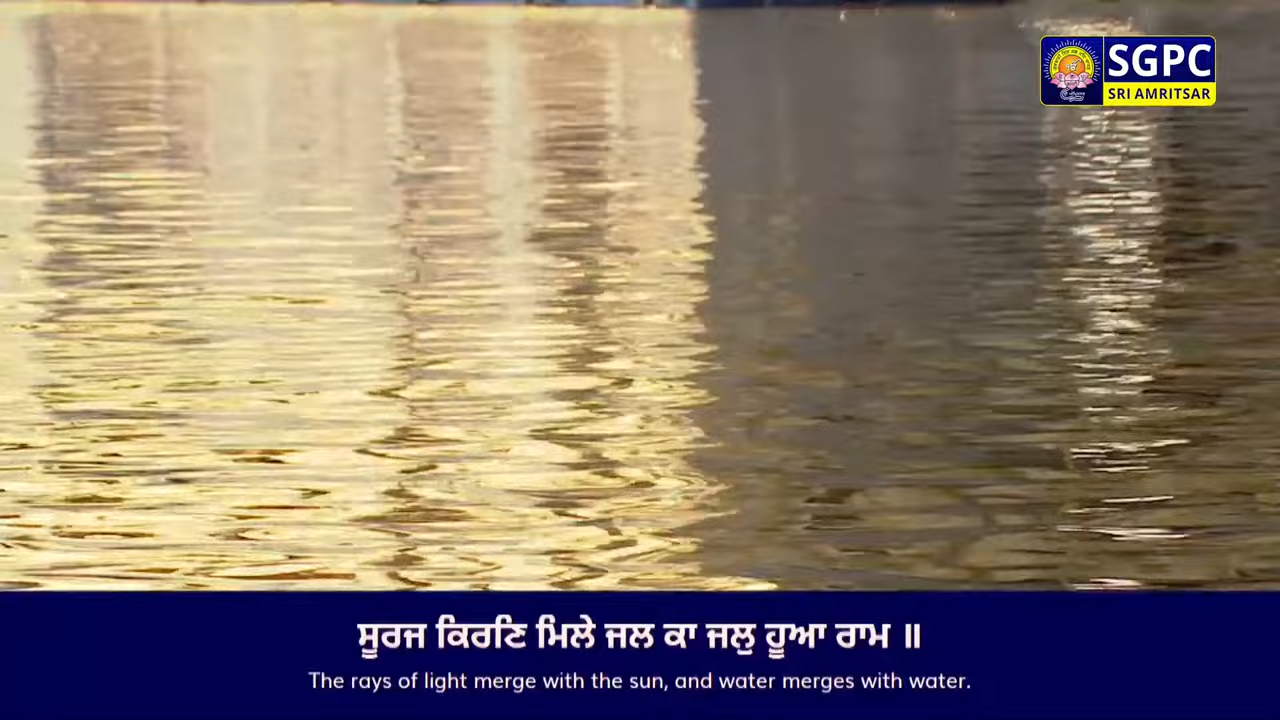 SGPC
SRI AMRITSAR
ਸੂਰਜ ਕਿਰਣਿ ਮਿਲੇ ਜਲ ਕਾ ਜਲੁ ਹੂਆ ਰਾਮ ॥
The rays of light merge with the sun, and water merges with water.